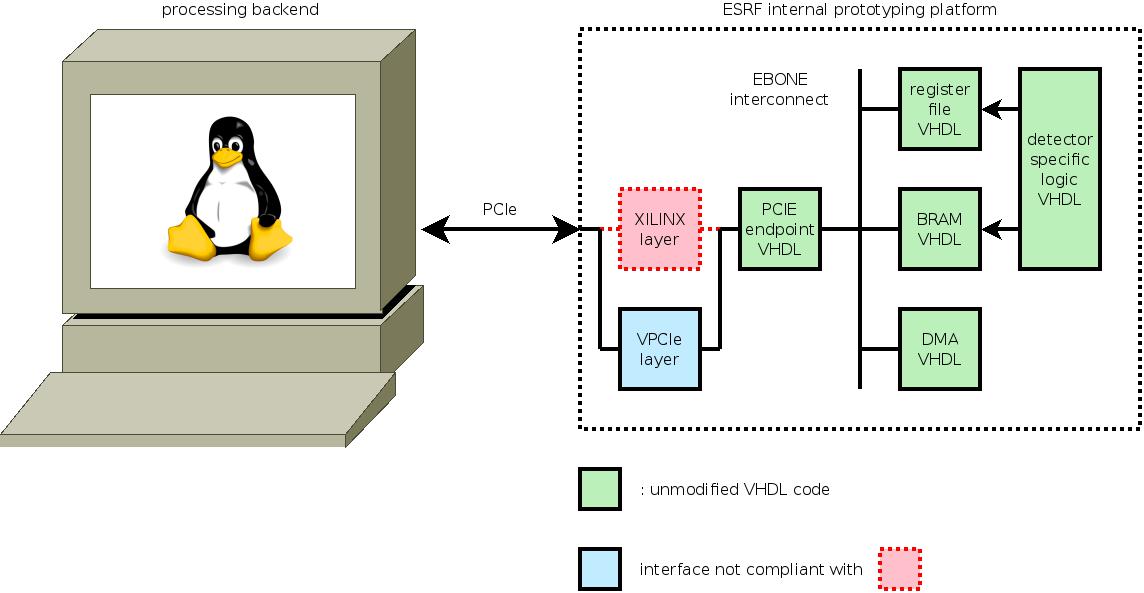 processing backend
ESRF internal prototyping platform
EBONE
interconnect
register
file
VHDL
detector
specific
logic
VHDL
PCIe
XILINX
layer
PCIE
endpoint
VHDL
BRAM
VHDL
VPCIe
layer
DMA
VHDL
: unmodified VHDL code
interface not compliant with